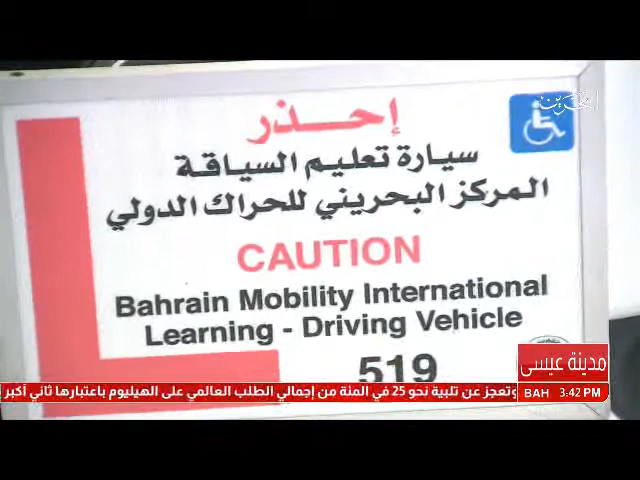 البحرين
إحـــذر
سيارة تعليم السياقة
المركز البحريني للحراك الدولي
CAUTION
Bahrain Mobility International
Learning - Driving Vehicle
519
مدينة عيسى
BAH 3:42 PM
وتعجز عن تلبية نحو 25 في المئة من إجمالي الطلب العالمي على الهيليوم باعتبارها ثاني أكبر